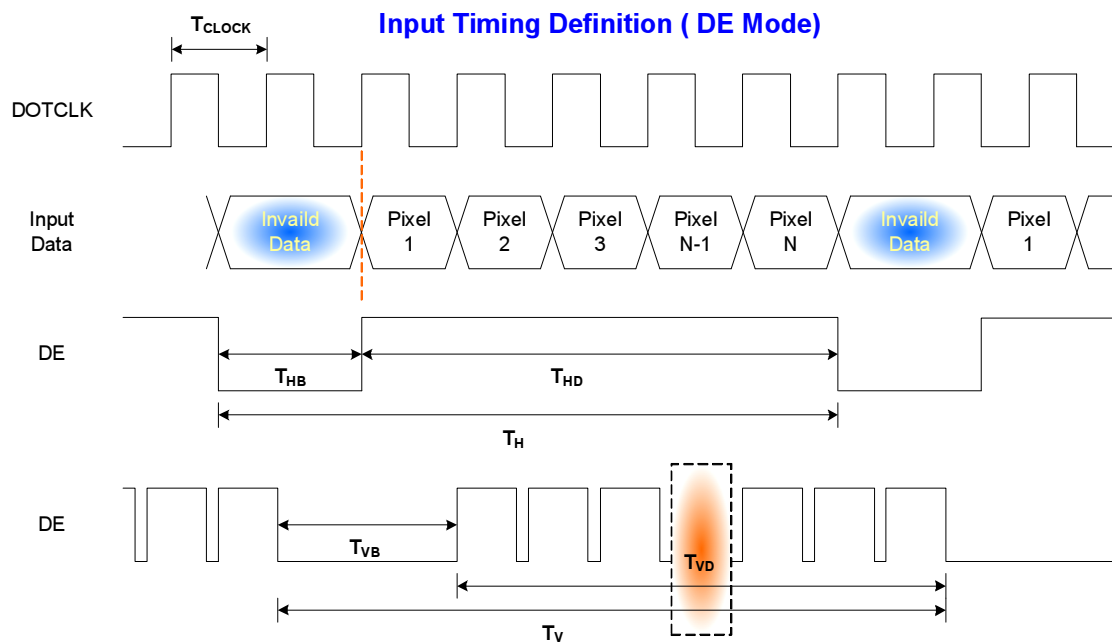 Input Timing Definition ( DE Mode)
TCLOCK
DOTCLK
Input
Data
Invaild
Data
Pixel
1
Pixel
2
Pixel
3
Pixel
N-1
Pixel
N
Invaild
Data
Pixel
1
DE
THB
THD
TH
DE
TVB
TVD
TV